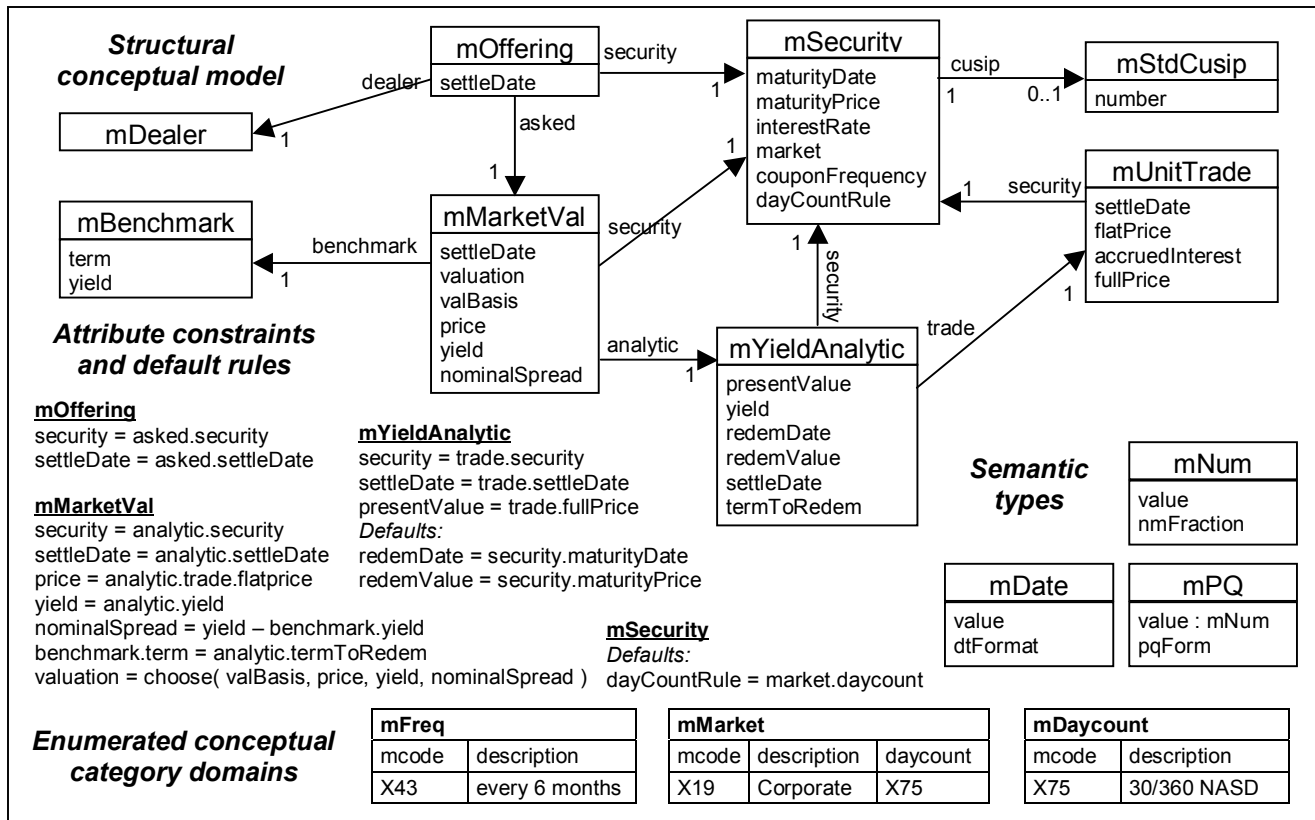 Structural
conceptual model
mOffering
settleDate
security
1
dealer
1
mDealer
asked
1
mSecurity
maturityDate
maturityPrice
interestRate
market
couponFrequency
dayCountRule
cusip
1
0..1
mStdCusip
number
mBenchmark
term
yield
benchmark
1
mMarketVal
settleDate
valuation
valBasis
price
yield
nominalSpread
security
1
security
1
mUnitTrade
settleDate
flatPrice
accruedInterest
fullPrice
analytic
1
security
1
mYieldAnalytic
presentValue
yield
redemDate
redemValue
settleDate
termToRedem
trade
1
Attribute constraints
and default rules
mOffering
security = asked.security
settleDate = asked.settleDate
mMarketVal
security = analytic.security
settleDate = analytic.settleDate
price = analytic.trade.flatprice
yield = analytic.yield
nominalSpread = yield – benchmark.yield
benchmark.term = analytic.termToRedem
valuation = choose( valBasis, price, yield, nominalSpread )
mYieldAnalytic
security = trade.security
settleDate = trade.settleDate
presentValue = trade.fullPrice
Defaults:
redemDate = security.maturityDate
redemValue = security.maturityPrice
mSecurity
Defaults:
dayCountRule = market.daycount
Semantic
types
mNum
value
nmFraction
mDate
value
dtFormat
mPQ
value : mNum
pqForm
Enumerated conceptual
category domains
mFreq
mcode description
X43 every 6 months
mMarket
mcode description daycount
X19 Corporate X75
mDaycount
mcode description
X75 30/360 NASD